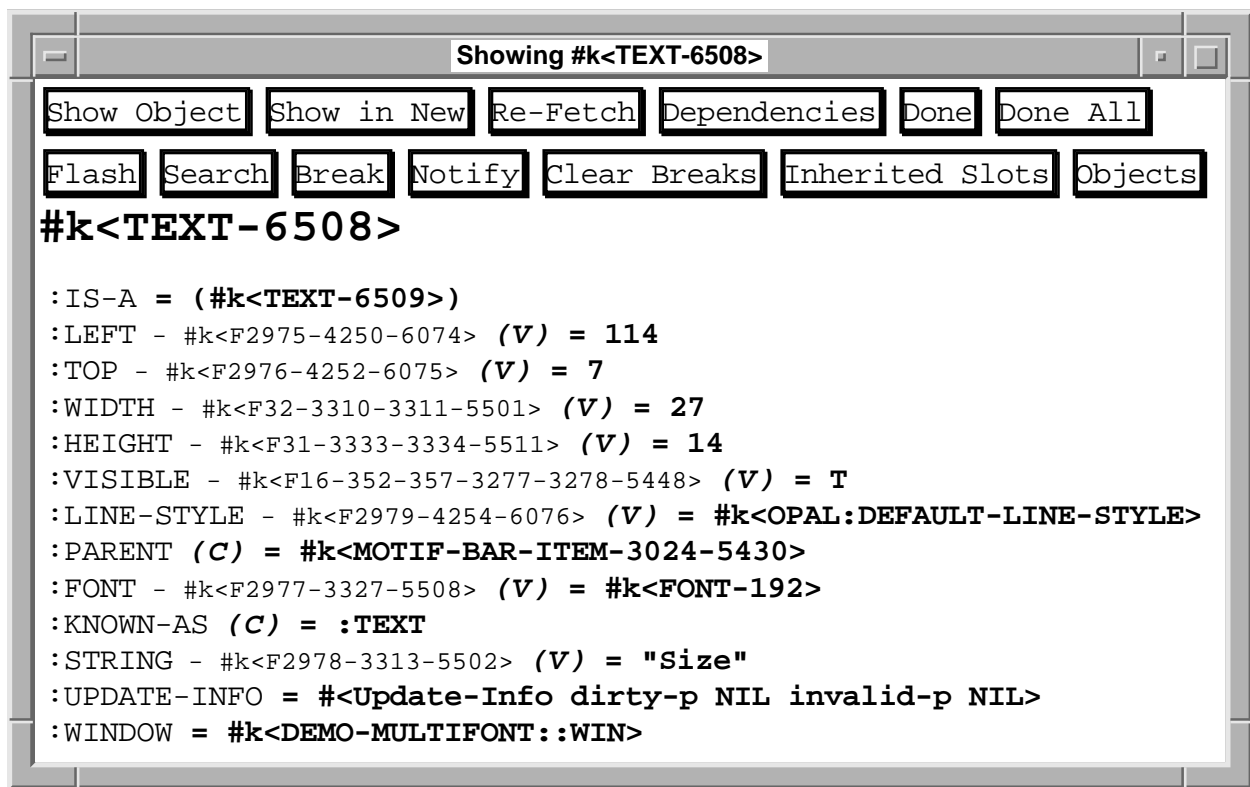 Showing #k<TEXT-6508>
Show Object Show in New Re-Fetch Dependencies Done Done All
Flash Search Break Notify Clear Breaks Inherited Slots Objects
#k<TEXT-6508>
:IS-A = (#k<TEXT-6509>)
:LEFT - #k<F2975-4250-6074> (V) = 114
:TOP - #k<F2976-4252-6075> (V) = 7
:WIDTH - #k<F32-3310-3311-5501> (V) = 27
:HEIGHT - #k<F31-3333-3334-5511> (V) = 14
:VISIBLE - #k<F16-352-357-3277-3278-5448> (V) = T
:LINE-STYLE - #k<F2979-4254-6076> (V) = #k<OPAL:DEFAULT-LINE-STYLE>
:PARENT (C) = #k<MOTIF-BAR-ITEM-3024-5430>
:FONT - #k<F2977-3327-5508> (V) = #k<FONT-192>
:KNOWN-AS (C) = :TEXT
:STRING - #k<F2978-3313-5502> (V) = "Size"
:UPDATE-INFO = #<Update-Info dirty-p NIL invalid-p NIL>
:WINDOW = #k<DEMO-MULTIFONT::WIN>